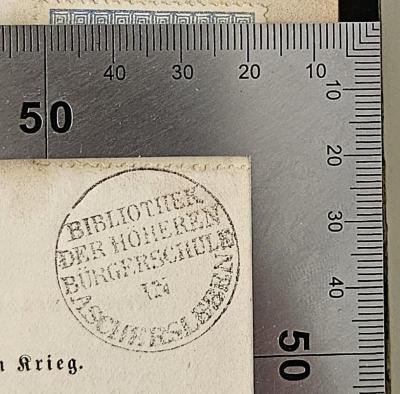 40 30 20 10
50
10
20
30
40
50
BIBLIOTHEK
DER HÖHEREN
BÜRGERSCHULE
IN
ASCHERSLEBEN
n Krieg.